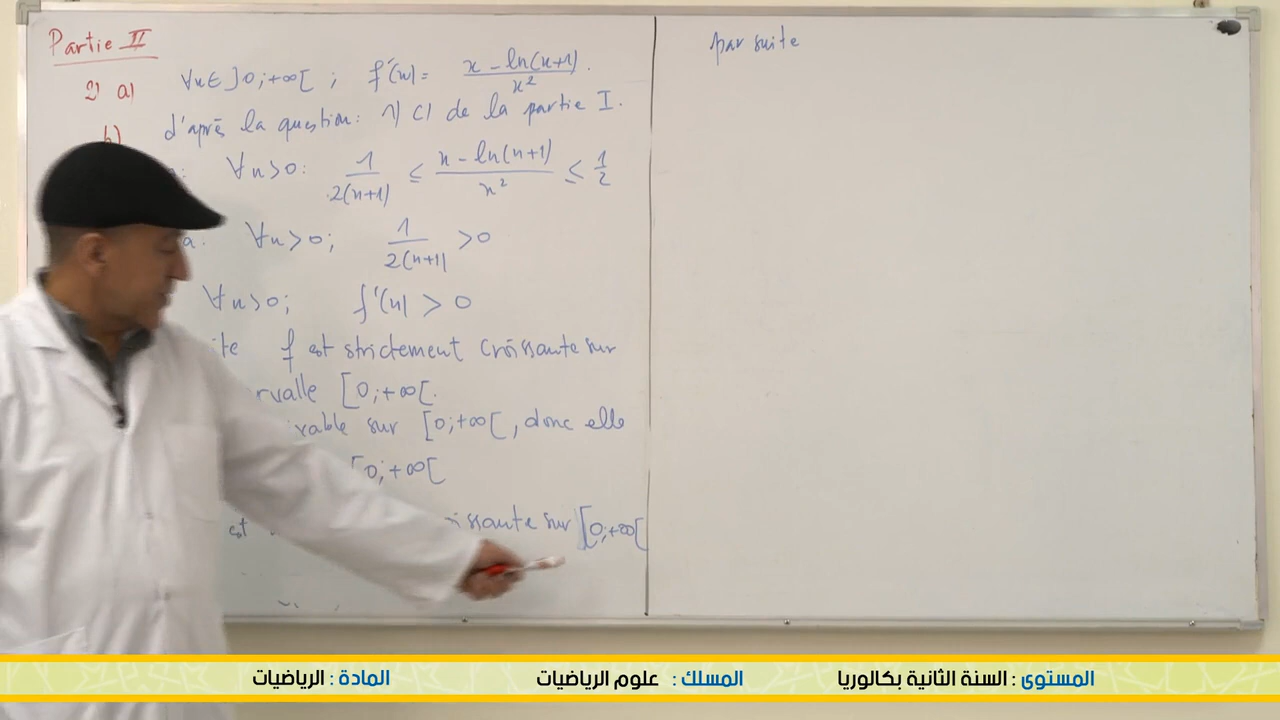 Partie II
2) a) ∀x∈]0;+∞[ ; f'(x)= x - ln(x+1) / x²
b) d'après la question: 1) c) de la partie I.
∀x>0: 1 / 2(x+1) ≤ x - ln(x+1) / x² ≤ 1/2
a: ∀x>0; 1 / 2(x+1) >0
∀x>0; f'(x) > 0
ite f est strictement croissante sur
rvalle [0;+∞[.
vable sur [0;+∞[, donc elle
[0;+∞[
est issante sur [0;+∞[
par suite
المستوى : السنة الثانية بكالوريا المسلك : علوم الرياضيات المادة : الرياضيات